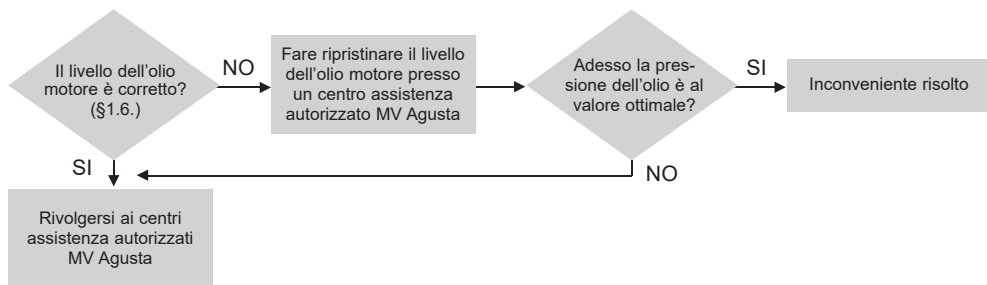 Il livello dell'olio
motore è corretto?
(§1.6.)
NO
Fare ripristinare il livello
dell'olio motore presso
un centro assistenza
autorizzato MV Agusta
Adesso la pres-
sione dell'olio è al
valore ottimale?
SI
Inconveniente risolto
SI
NO
Rivolgersi ai centri
assistenza autorizzati
MV Agusta